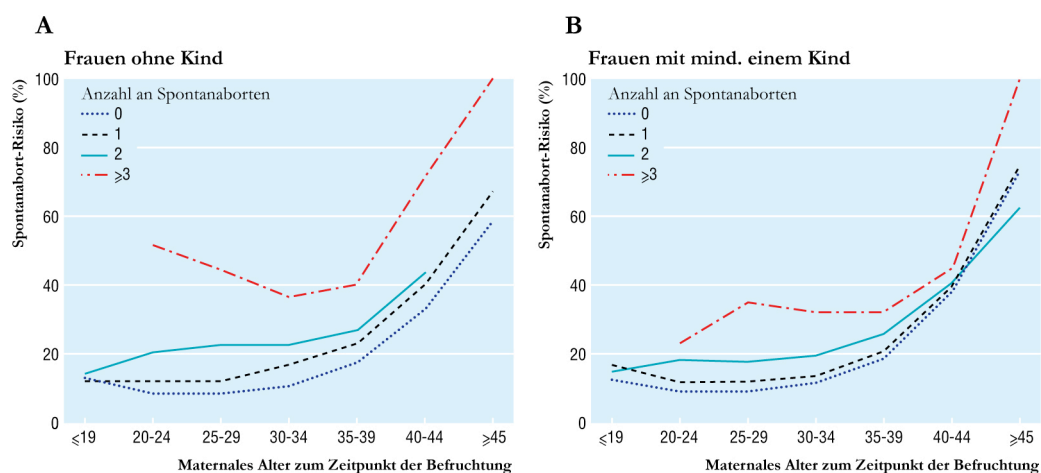 A
Frauen ohne Kind
Spontanabort-Risiko (%)
100
80
60
40
20
0
Anzahl an Spontanaborten
0
1
2
⩾3
⩽19 20-24 25-29 30-34 35-39 40-44 ⩾45
Maternales Alter zum Zeitpunkt der Befruchtung
B
Frauen mit mind. einem Kind
Spontanabort-Risiko (%)
100
80
60
40
20
0
Anzahl an Spontanaborten
0
1
2
⩾3
⩽19 20-24 25-29 30-34 35-39 40-44 ⩾45
Maternales Alter zum Zeitpunkt der Befruchtung